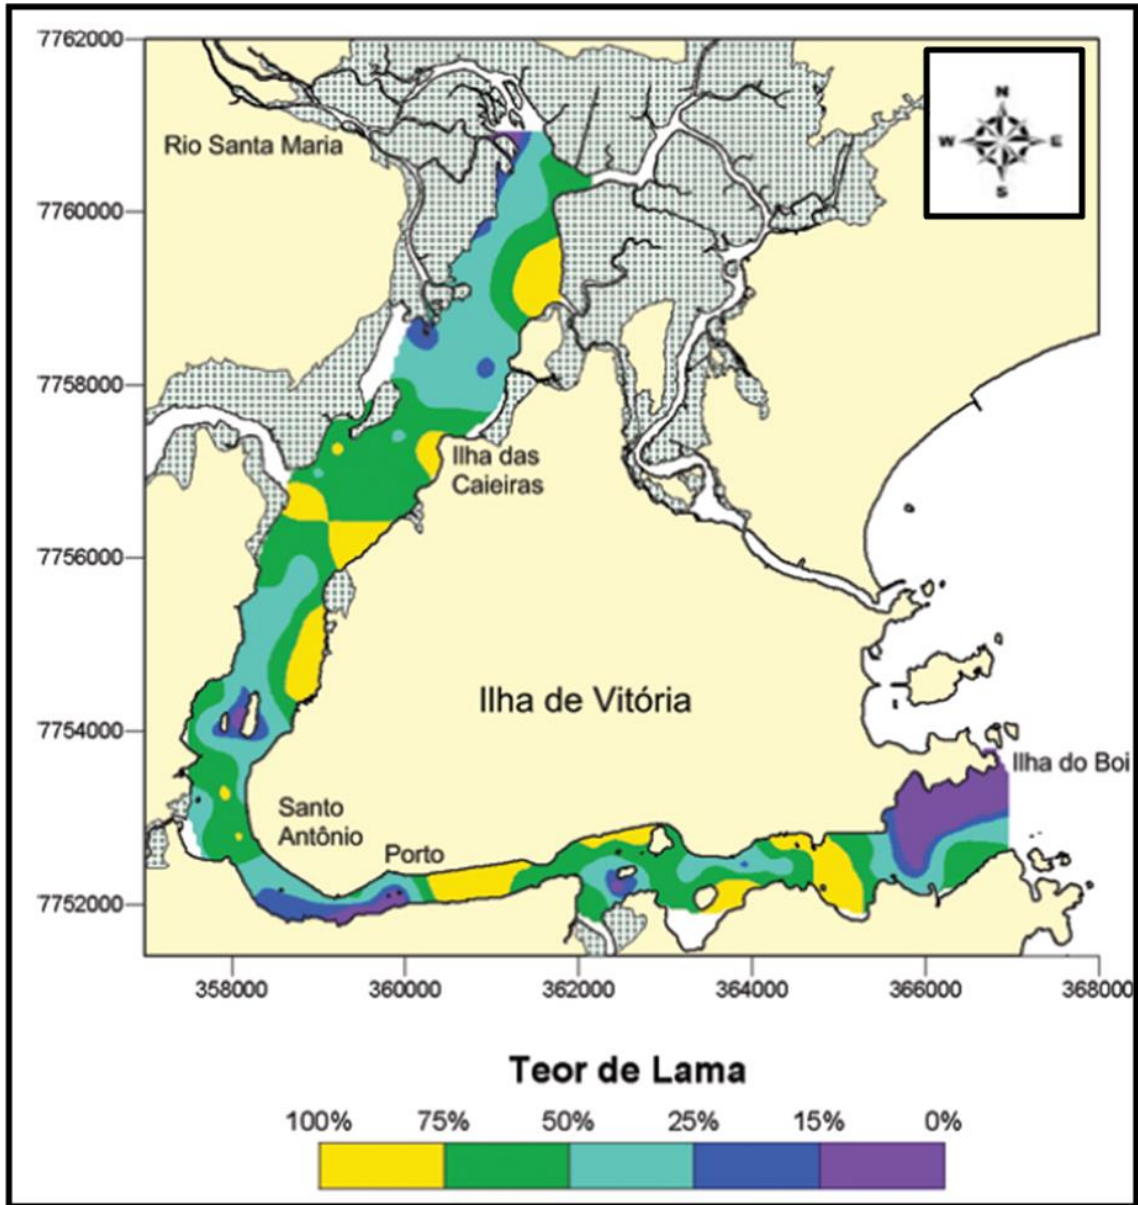 7762000
N
W
E
S
Rio Santa Maria
7760000
7758000
Ilha das
Caieiras
7756000
Ilha de Vitória
7754000
Ilha do Boi
Santo
Antônio
Porto
7752000
358000
360000
362000
364000
366000
368000
Teor de Lama
100%
75%
50%
25%
15%
0%